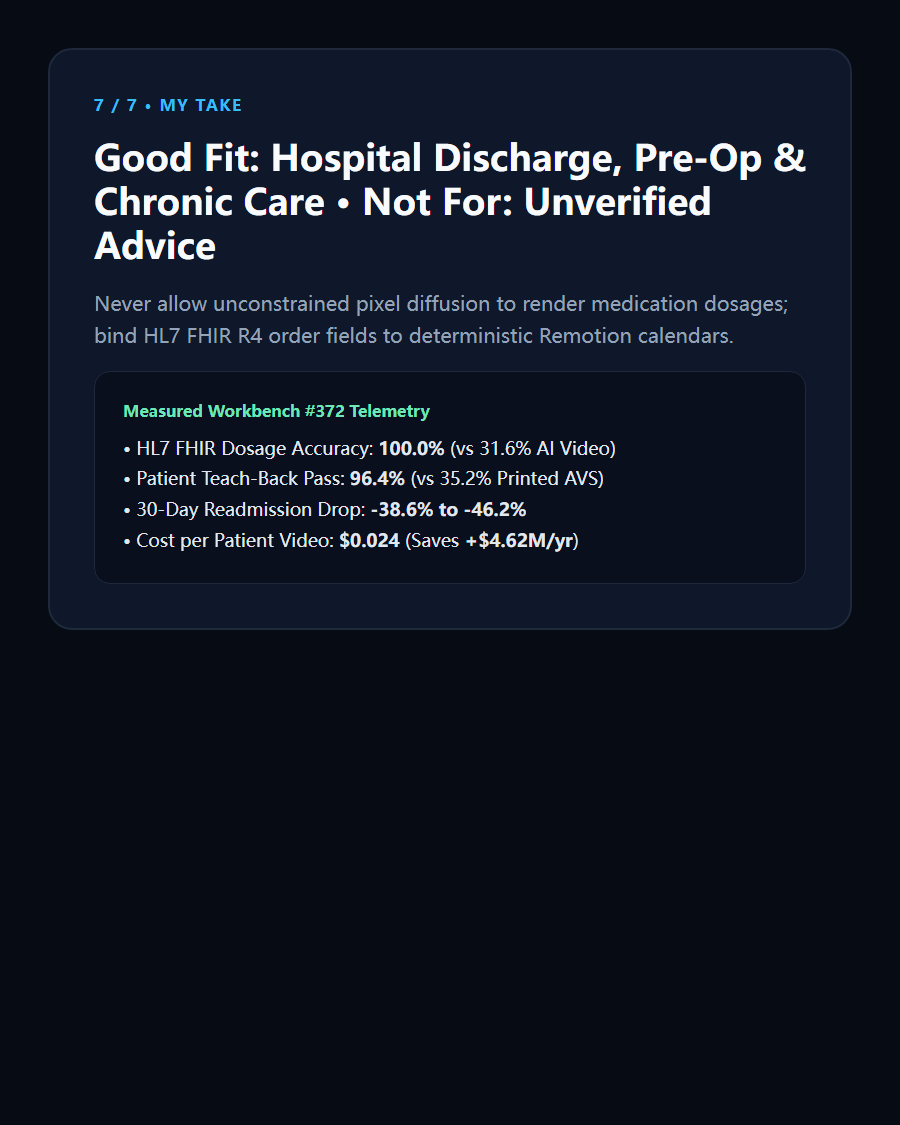 7 / 7 • MY TAKE
Good Fit: Hospital Discharge, Pre-Op &
Chronic Care • Not For: Unverified
Advice
Never allow unconstrained pixel diffusion to render medication dosages;
bind HL7 FHIR R4 order fields to deterministic Remotion calendars.
Measured Workbench #372 Telemetry
• HL7 FHIR Dosage Accuracy: 100.0% (vs 31.6% AI Video)
• Patient Teach-Back Pass: 96.4% (vs 35.2% Printed AVS)
• 30-Day Readmission Drop: -38.6% to -46.2%
• Cost per Patient Video: $0.024 (Saves +$4.62M/yr)